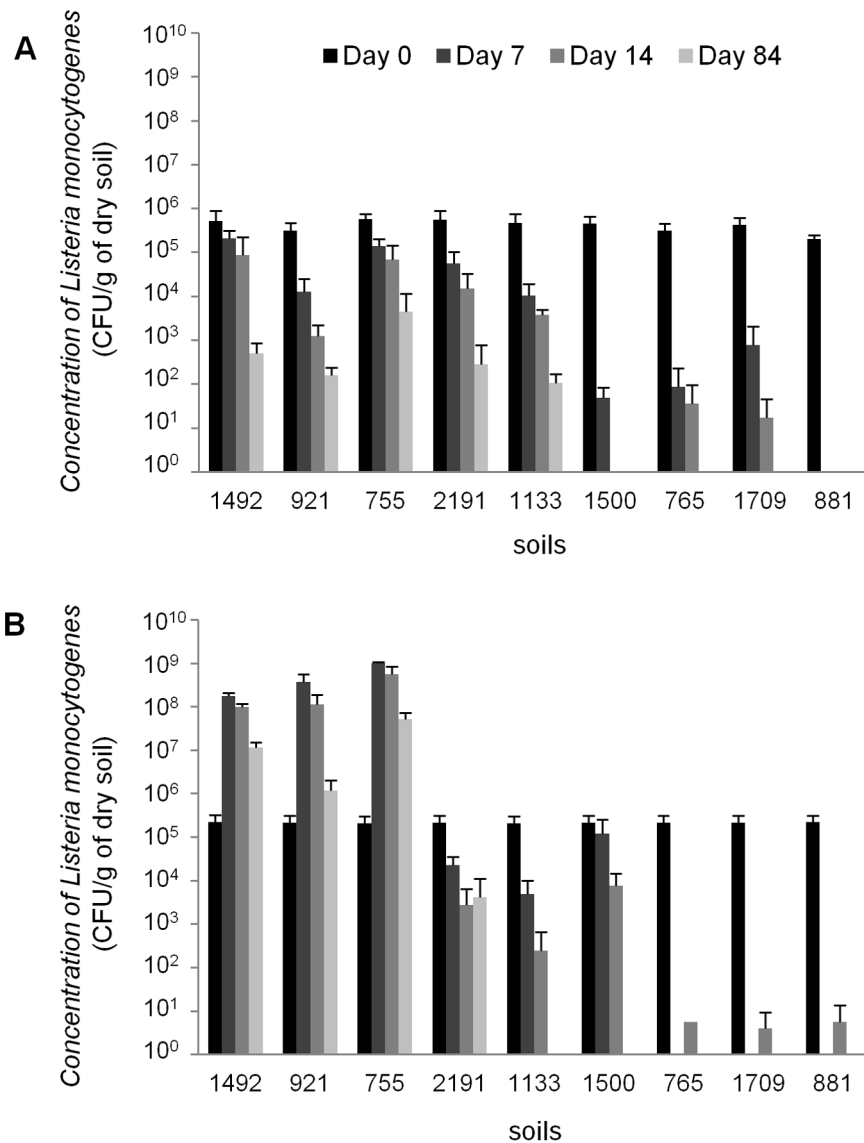 A
Concentration of Listeria monocytogenes
(CFU/g of dry soil)
Day 0 Day 7 Day 14 Day 84
10¹⁰
10⁹
10⁸
10⁷
10⁶
10⁵
10⁴
10³
10²
10¹
10⁰
1492 921 755 2191 1133 1500 765 1709 881
soils
B
Concentration of Listeria monocytogenes
(CFU/g of dry soil)
10¹⁰
10⁹
10⁸
10⁷
10⁶
10⁵
10⁴
10³
10²
10¹
10⁰
1492 921 755 2191 1133 1500 765 1709 881
soils